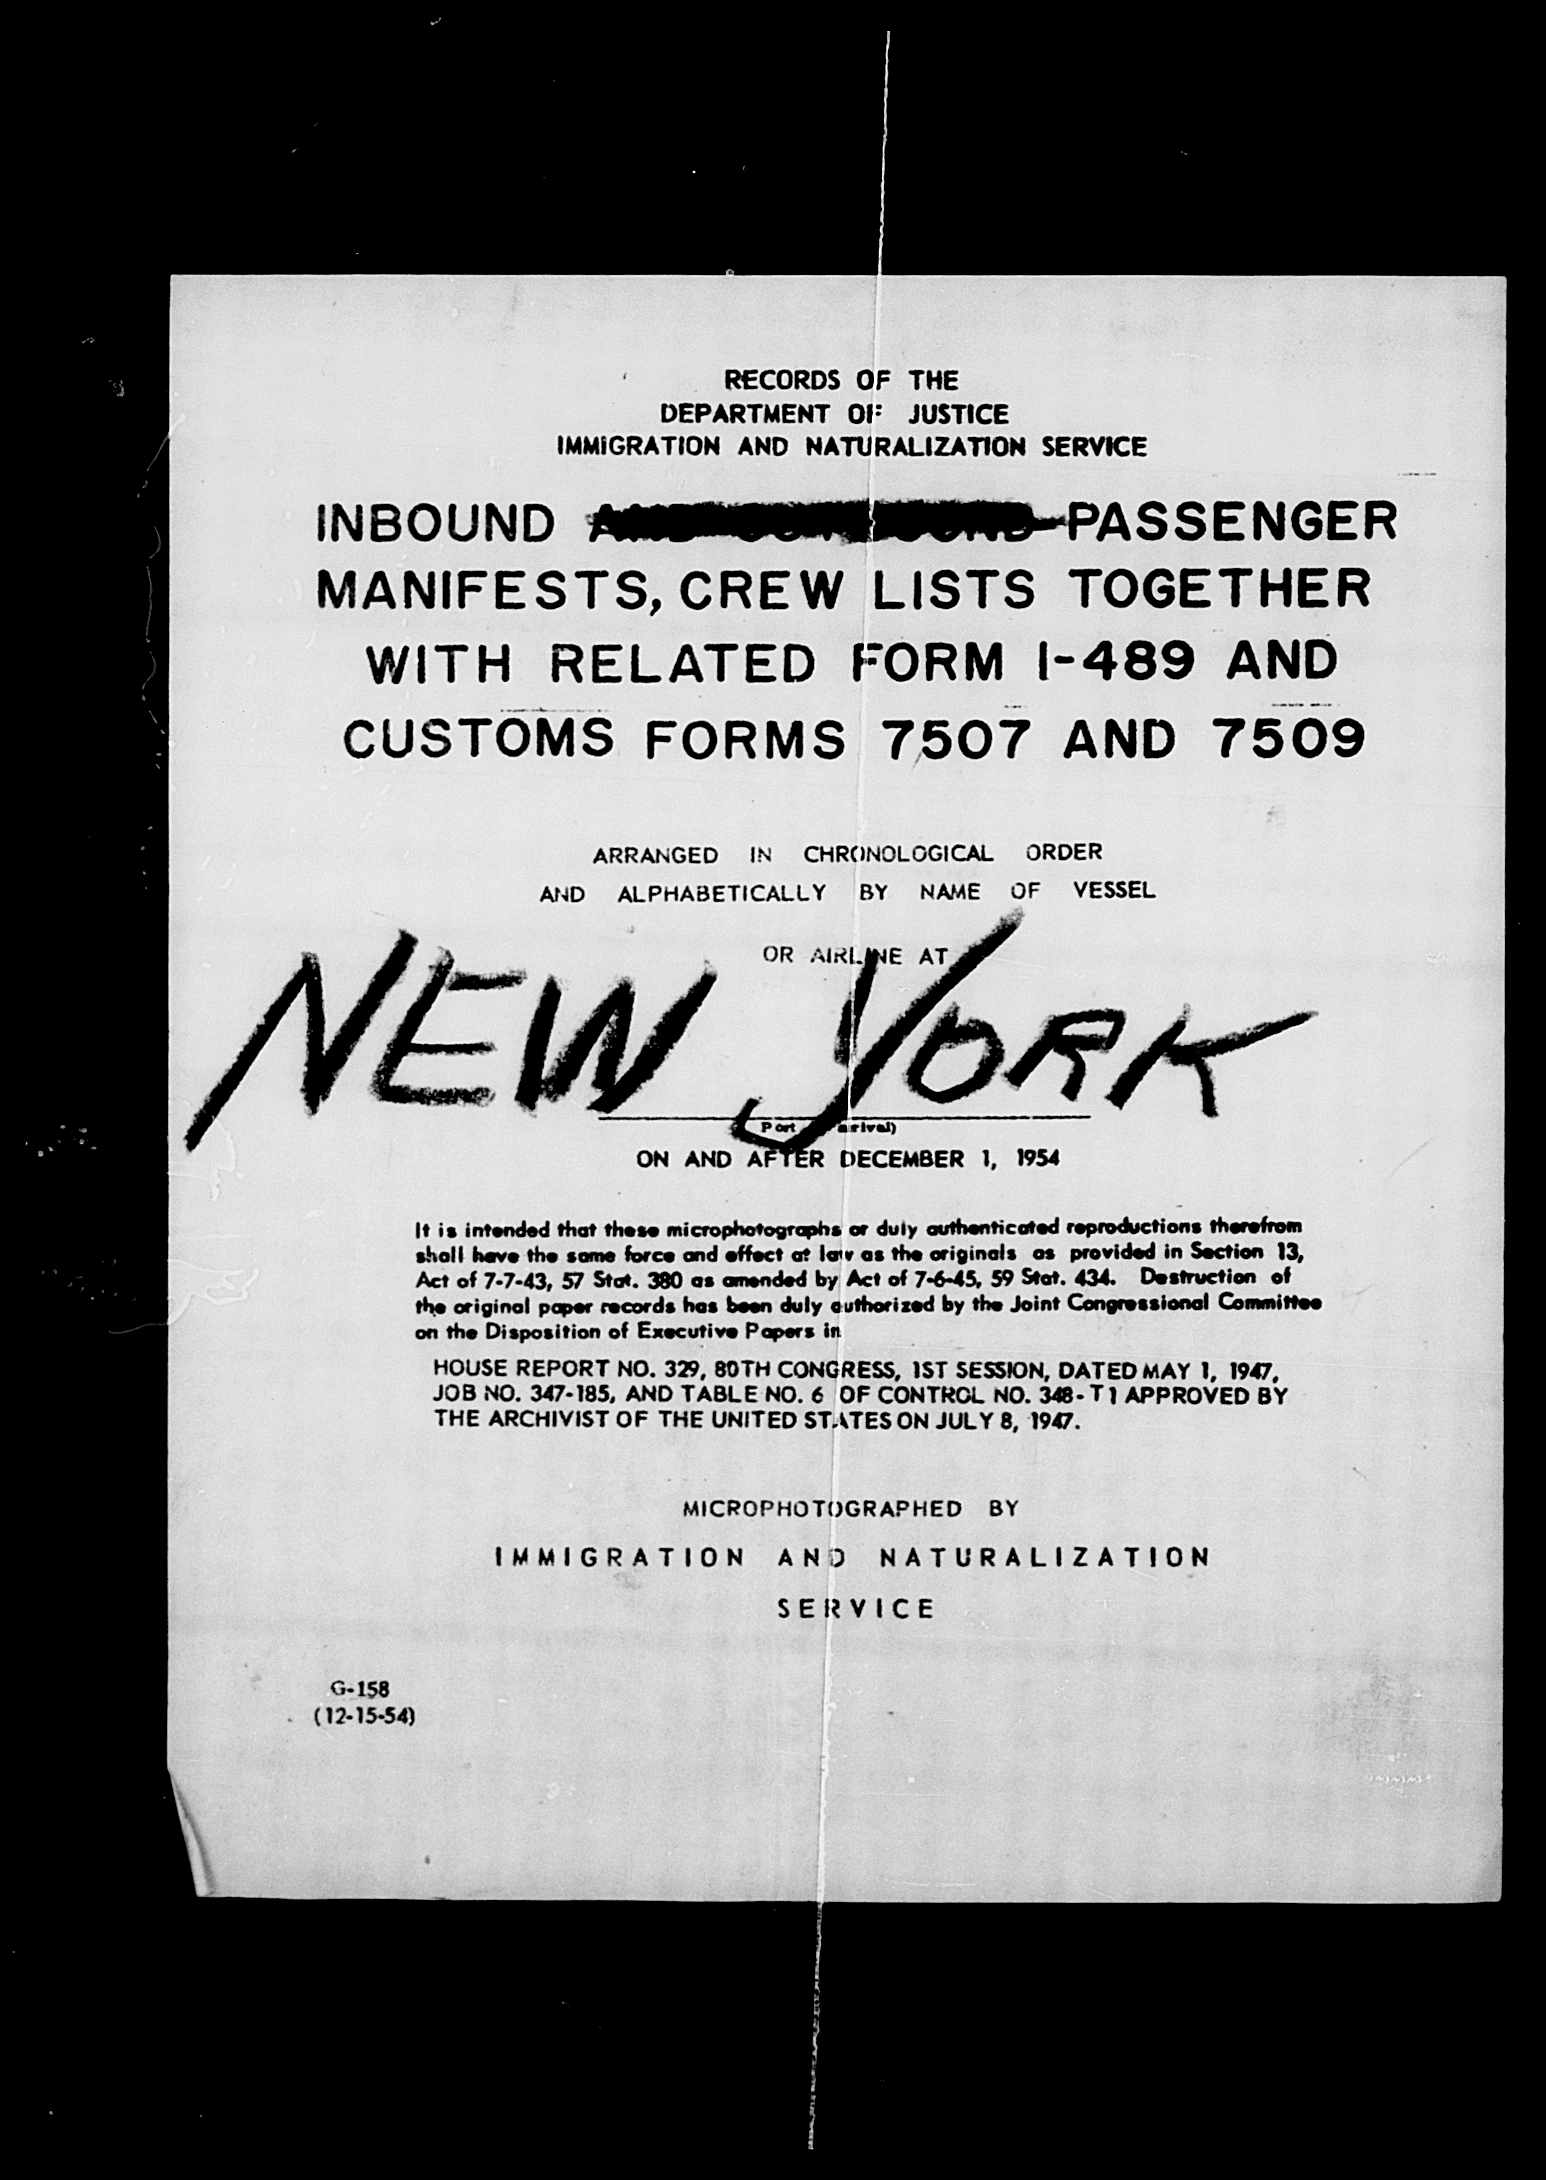 RECORDS OF THE
DEPARTMENT OF JUSTICE
IMMIGRATION AND NATURALIZATION SERVICE
INBOUND PASSENGER
MANIFESTS, CREW LISTS TOGETHER
WITH RELATED FORM I-489 AND
CUSTOMS FORMS 7507 AND 7509
ARRANGED IN CHRONOLOGICAL ORDER
AND ALPHABETICALLY BY NAME OF VESSEL
OR AIRLINE AT
NEW YORK
Port
ON AND AFTER DECEMBER 1, 1954
It is intended that these microphotographs or duly authenticated reproductions therefrom
shall have the same force and effect at law as the originals as provided in Section 13,
Act of 7-7-43, 57 Stat. 380 as amended by Act of 7-6-45, 59 Stat. 434. Destruction of
the original paper records has been duly authorized by the Joint Congressional Committee
on the Disposition of Executive Papers in
HOUSE REPORT NO. 329, 80TH CONGRESS, 1ST SESSION, DATED MAY 1, 1947,
JOB NO. 347-185, AND TABLE NO. 6 OF CONTROL NO. 348-T1 APPROVED BY
THE ARCHIVIST OF THE UNITED STATES ON JULY 8, 1947.
MICROPHOTOGRAPHED BY
IMMIGRATION AND NATURALIZATION
SERVICE
G-158
(12-15-54)